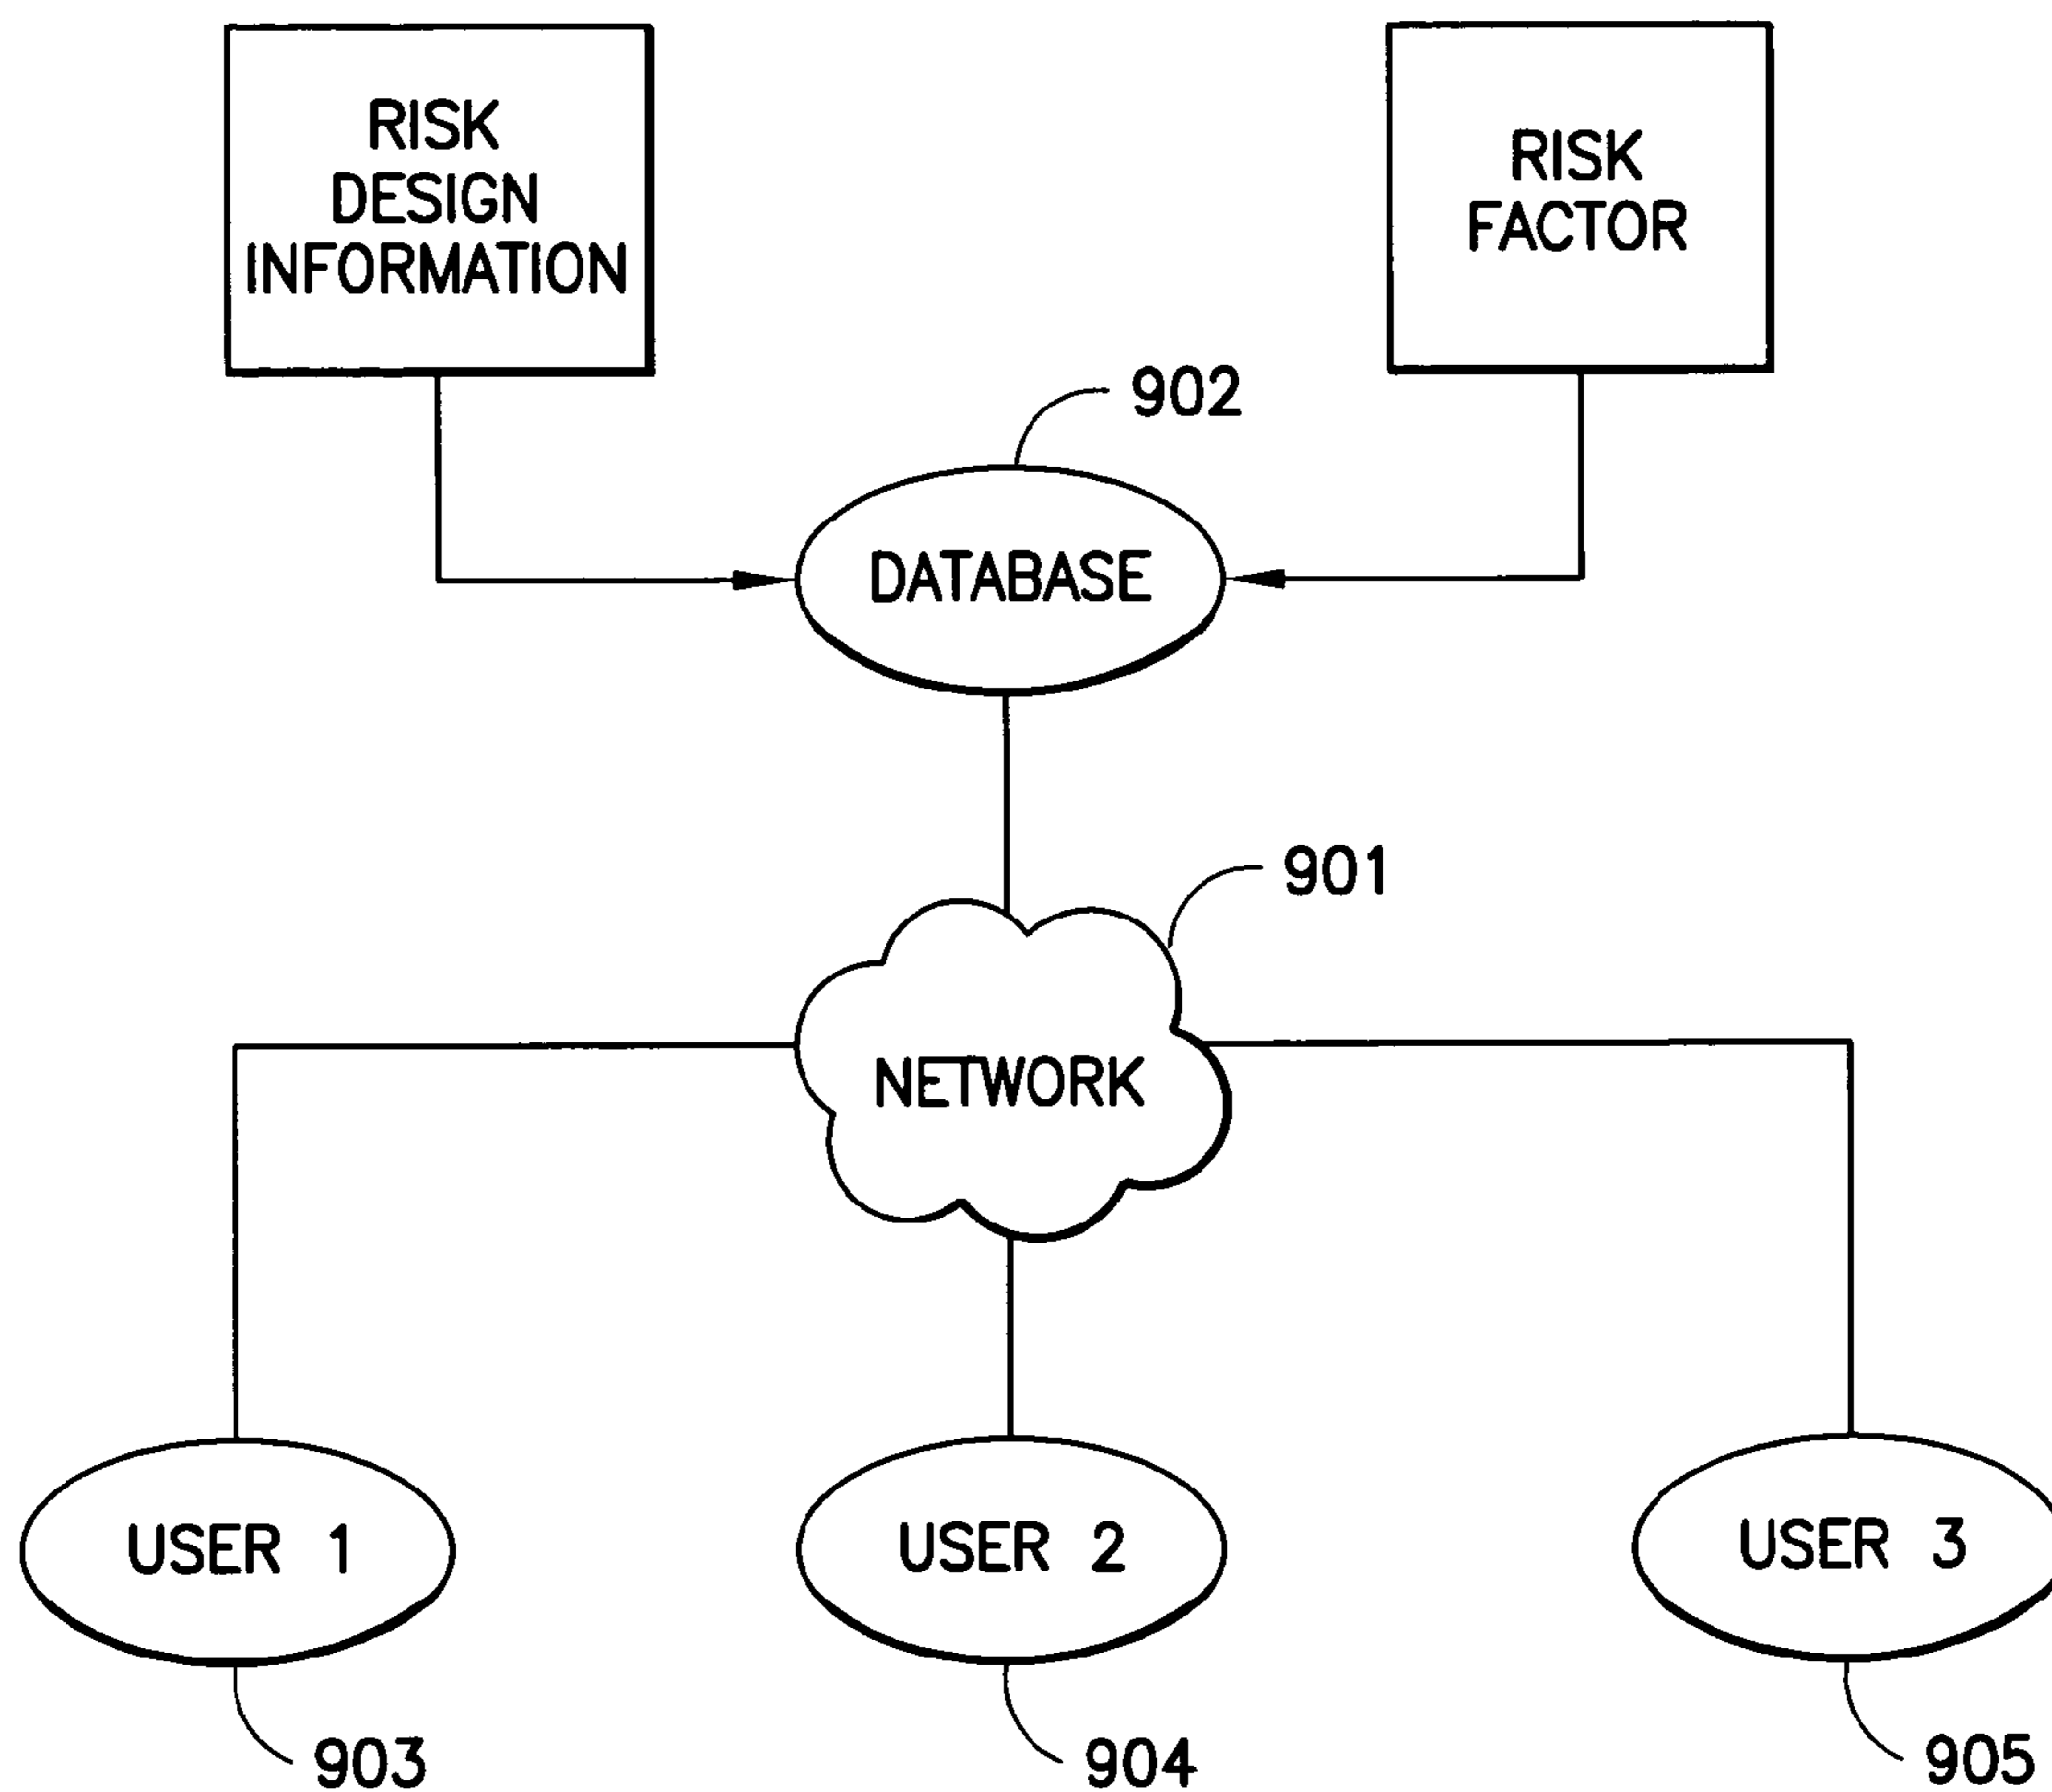 RISK
DESIGN
INFORMATION
RISK
FACTOR
902
DATABASE
901
NETWORK
USER 1
USER 2
USER 3
903
904
905